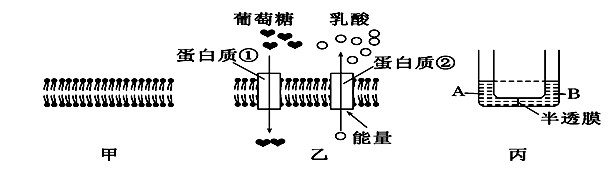 葡萄糖 乳酸
蛋白质① 蛋白质②
A B
半透膜
能量
甲 乙 丙